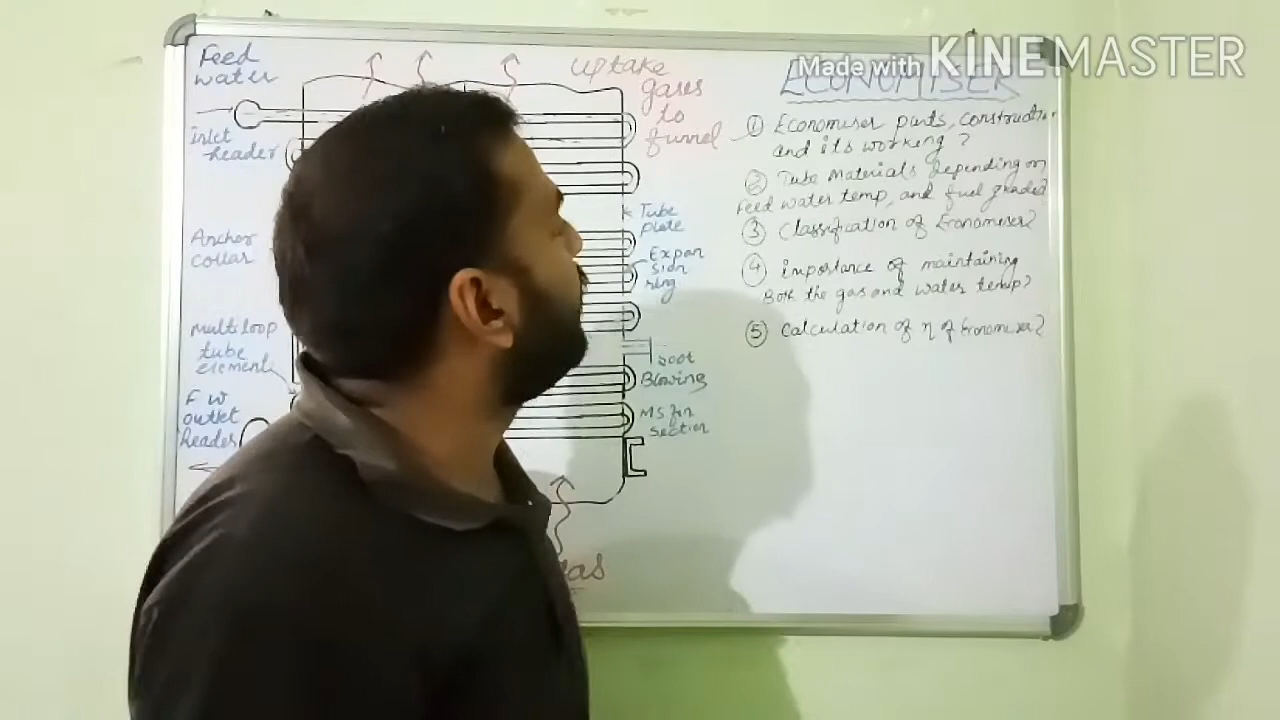 Feed
water
inlet
header
Anchor
collar
Multi loop
tube
element
F W
outlet
header
uptake
gases
to
funnel
Tube
plate
Expan
sion
ring
soot
Blowing
MS fin
section
gas
Made with KINEMASTER
ECONOMISER
① Economiser parts, construction
and its working ?
② Tube Materials depending on
Feed water temp, and fuel grades?
③ Classification of Economiser?
④ importance of maintaining
Both the gas and water temp?
⑤ Calculation of η of Economiser?